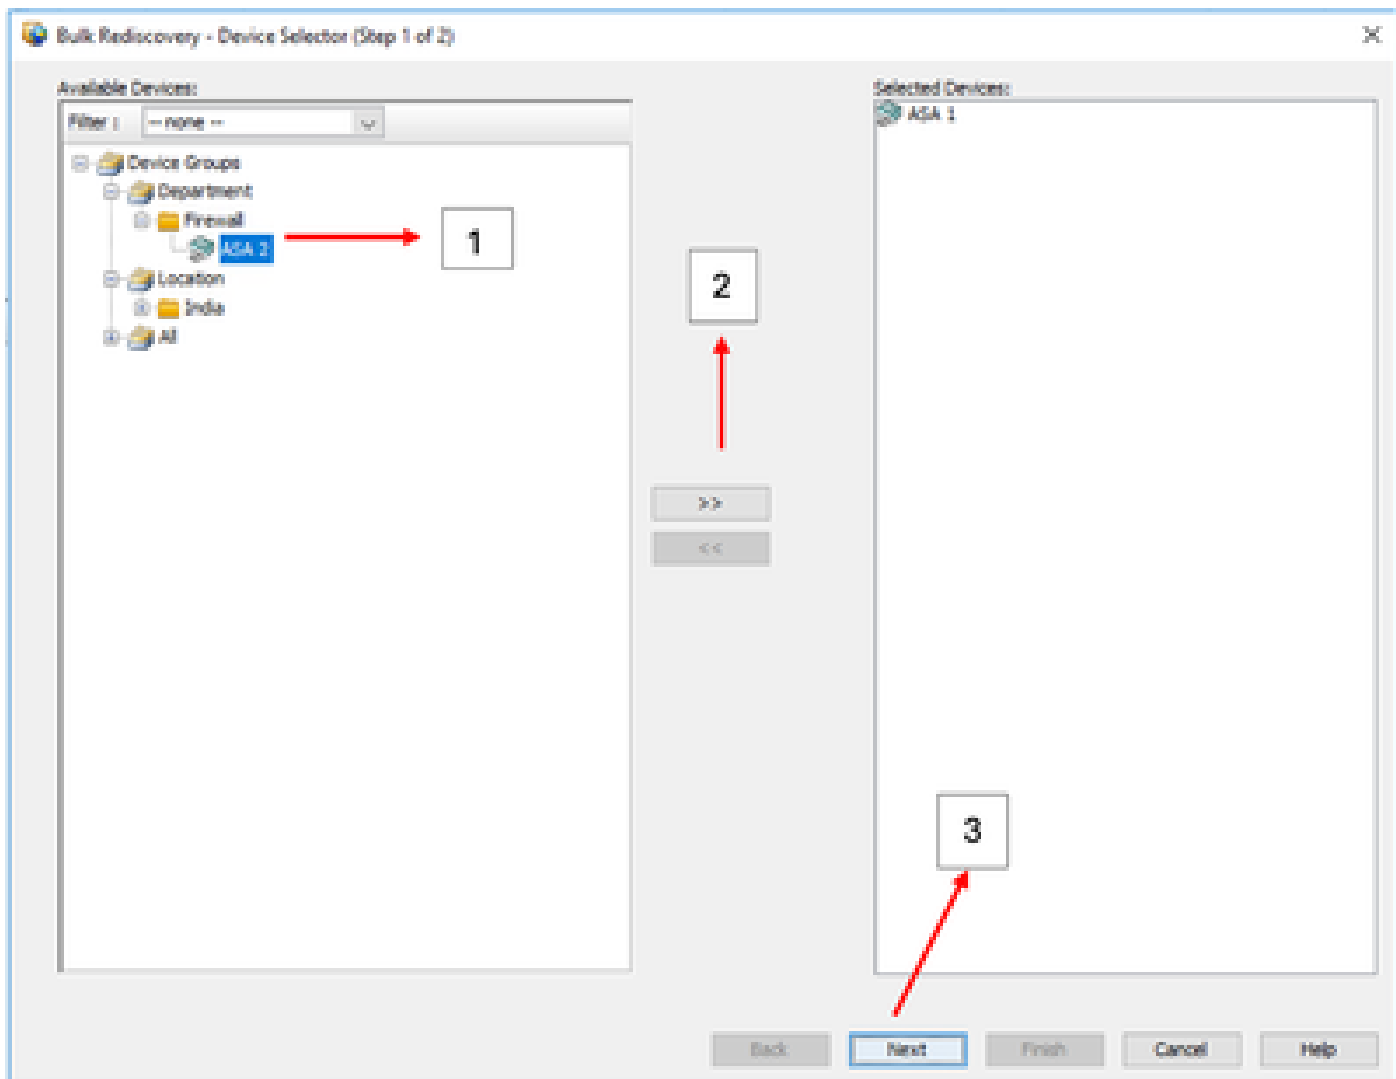 Bulk Rediscovery - Device Selector (Step 1 of 2)
Available Devices:
Filter : -- none --
Device Groups
Department
Firewall
ASA 2
Location
India
All
1
2
>>
<<
Selected Devices:
ASA 1
3
Back Next Finish Cancel Help